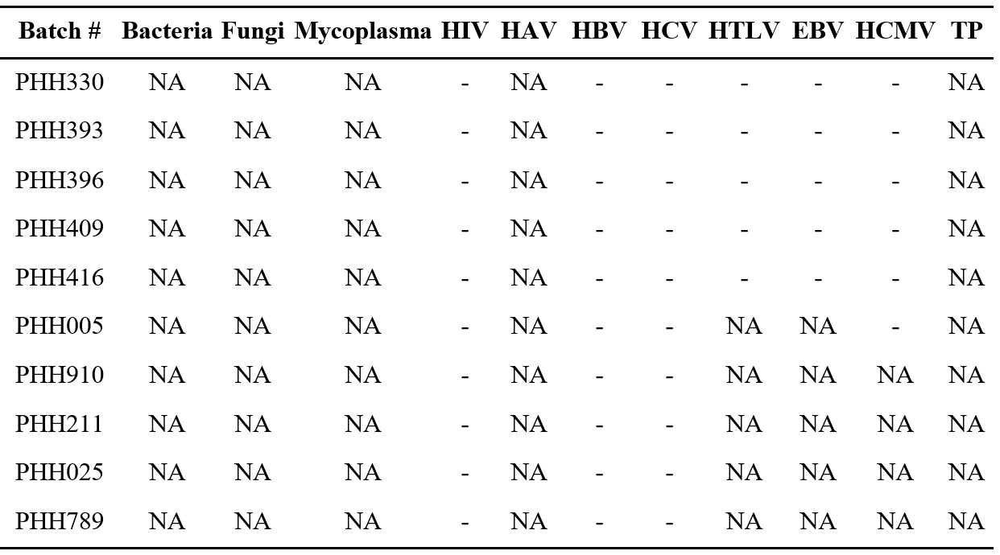 Batch # Bacteria Fungi Mycoplasma HIV HAV HBV HCV HTLV EBV HCMV TP
PHH330 NA NA NA - NA - - - - - NA
PHH393 NA NA NA - NA - - - - - NA
PHH396 NA NA NA - NA - - - - - NA
PHH409 NA NA NA - NA - - - - - NA
PHH416 NA NA NA - NA - - - - - NA
PHH005 NA NA NA - NA - - NA NA - NA
PHH910 NA NA NA - NA - - NA NA NA NA
PHH211 NA NA NA - NA - - NA NA NA NA
PHH025 NA NA NA - NA - - NA NA NA NA
PHH789 NA NA NA - NA - - NA NA NA NA